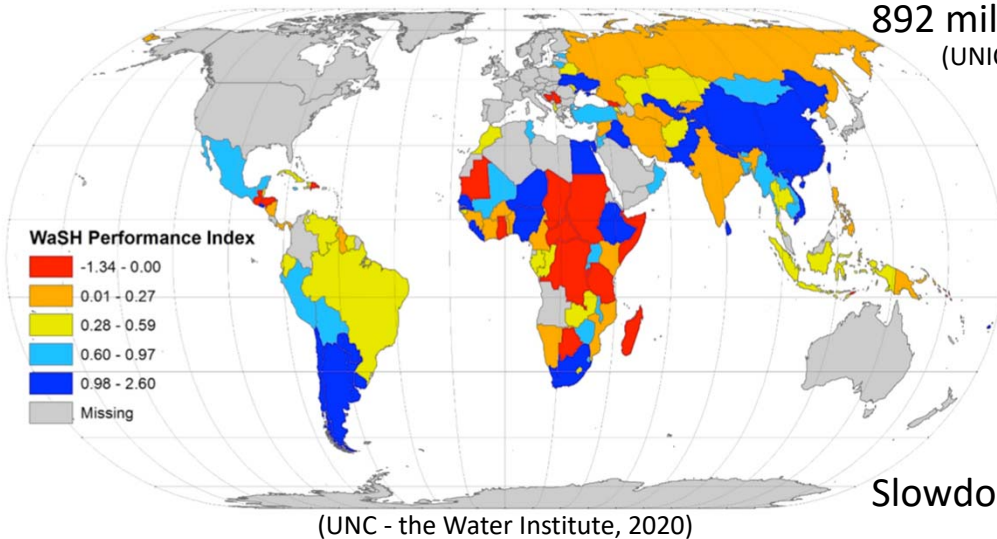 892 mil
(UNIC
WaSH Performance Index
-1.34 - 0.00
0.01 - 0.27
0.28 - 0.59
0.60 - 0.97
0.98 - 2.60
Missing
Slowdo
(UNC - the Water Institute, 2020)